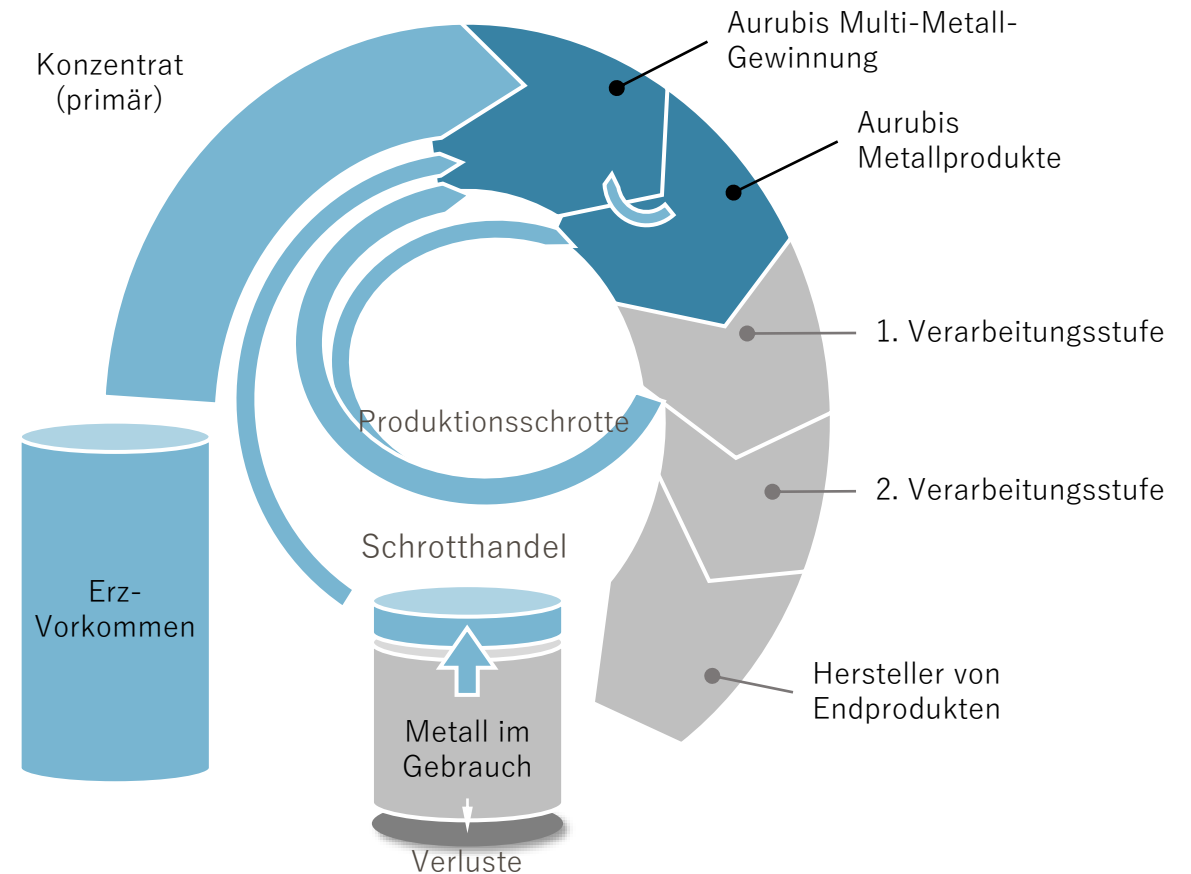 Aurubis Multi-Metall-
Gewinnung
Konzentrat
(primär)
Aurubis
Metallprodukte
1. Verarbeitungsstufe
Produktionsschrotte
2. Verarbeitungsstufe
Schrotthandel
Erz-
Vorkommen
Hersteller von
Endprodukten
Metall im
Gebrauch
Verluste